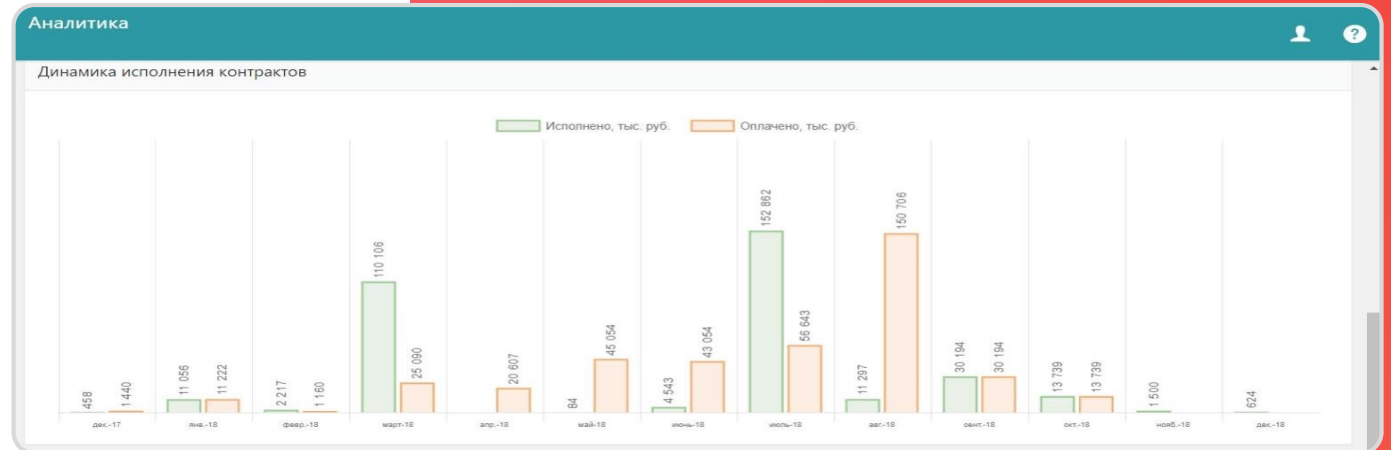 Аналитика
?
Динамика исполнения контрактов
Исполнено, тыс. руб. Оплачено, тыс. руб.
458 1 440 11 056 11 222 2 217 1 160 110 106 25 090 20 607 84 45 054 4 543 43 054 152 862 56 643 11 297 150 706 30 194 30 194 13 739 13 739 1 500 624
дек.-17 янв.-18 февр.-18 март-18 апр.-18 май-18 июнь-18 июль-18 авг.-18 сент.-18 окт.-18 нояб.-18 дек.-18